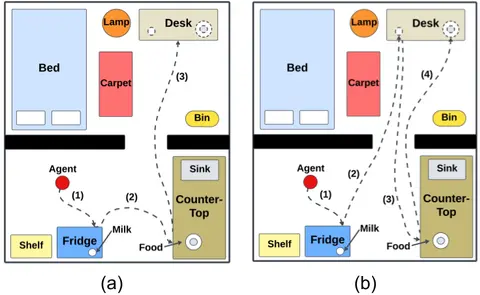 Lamp
Desk
Bed
Carpet
(3)
Bin
Agent
(1)
(2)
Sink
Counter-
Top
Shelf
Fridge
Milk
Food
(a)
Lamp
Desk
Bed
Carpet
(4)
Bin
Agent
(1)
(2)
(3)
Sink
Counter-
Top
Shelf
Fridge
Milk
Food
(b)